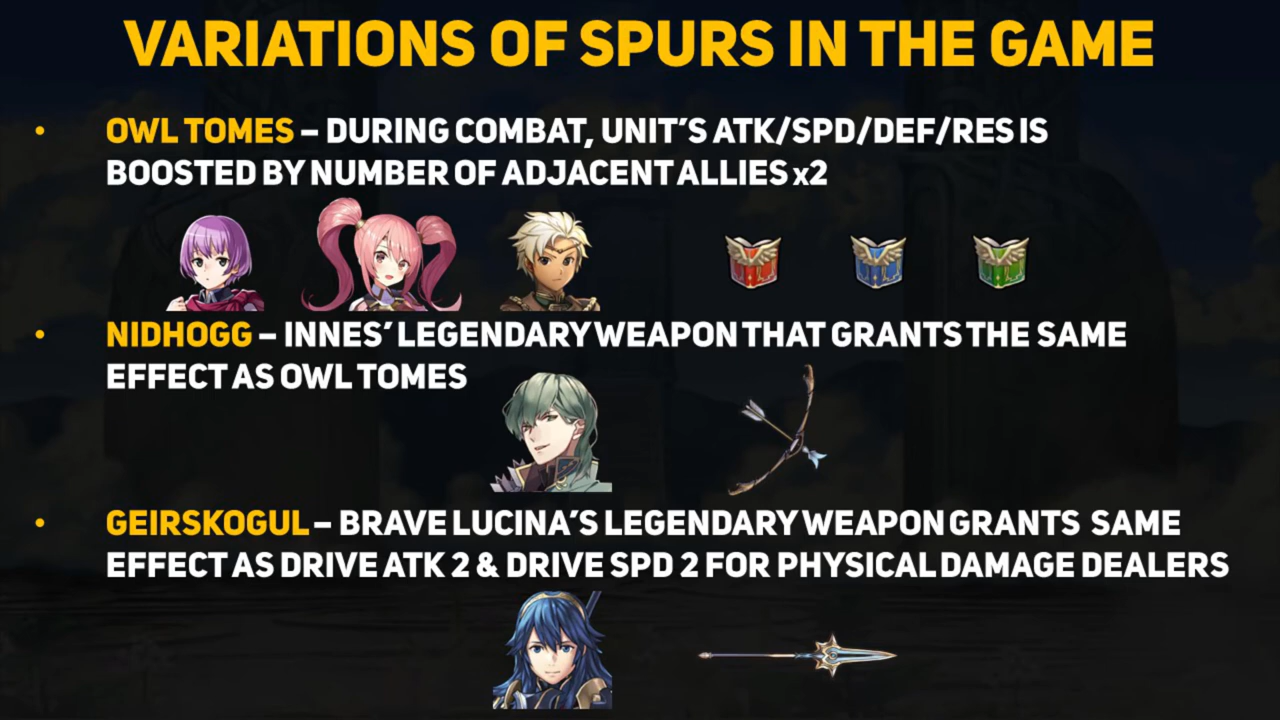 VARIATIONS OF SPURS IN THE GAME
• OWL TOMES – DURING COMBAT, UNIT'S ATK/SPD/DEF/RES IS
BOOSTED BY NUMBER OF ADJACENT ALLIES x2
• NIDHOGG – INNES' LEGENDARY WEAPON THAT GRANTS THE SAME
EFFECT AS OWL TOMES
• GEIRSKOGUL – BRAVE LUCINA'S LEGENDARY WEAPON GRANTS SAME
EFFECT AS DRIVE ATK 2 & DRIVE SPD 2 FOR PHYSICAL DAMAGE DEALERS